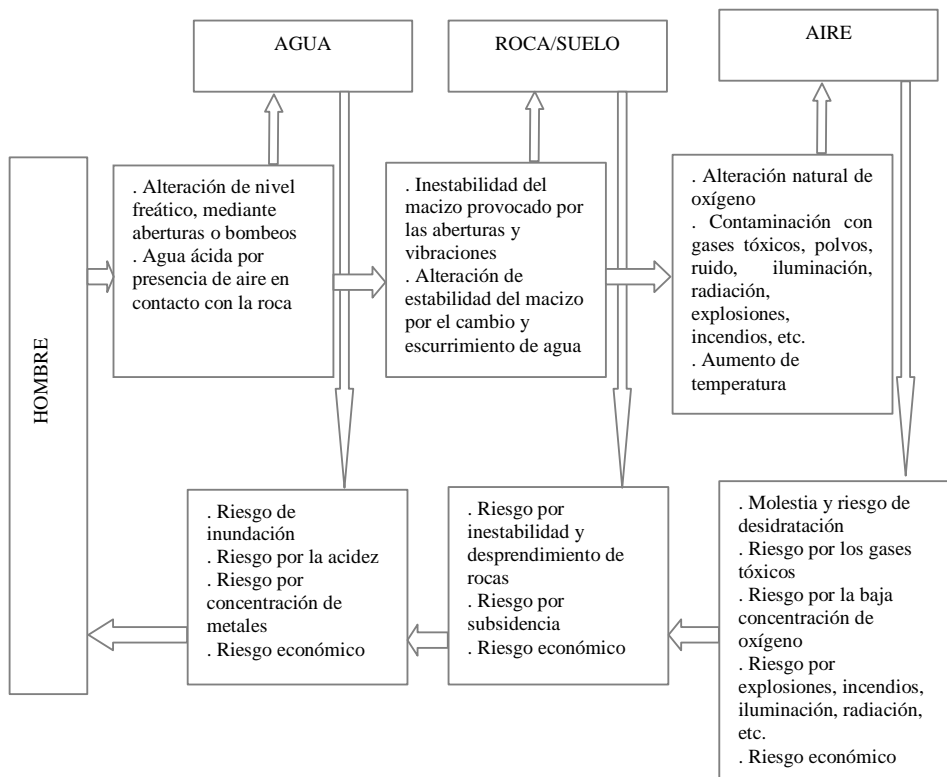 AGUA
ROCA/SUELO
AIRE
HOMBRE
. Alteración de nivel
freático, mediante
aberturas o bombeos
. Agua ácida por
presencia de aire en
contacto con la roca
. Inestabilidad del
macizo provocado por
las aberturas y
vibraciones
. Alteración de
estabilidad del macizo
por el cambio y
escurrimiento de agua
. Alteración natural de
oxígeno
. Contaminación con
gases tóxicos, polvos,
ruido, iluminación,
radiación,
explosiones,
incendios, etc.
. Aumento de
temperatura
. Riesgo de
inundación
. Riesgo por la acidez
. Riesgo por
concentración de
metales
. Riesgo económico
. Riesgo por
inestabilidad y
desprendimiento de
rocas
. Riesgo por
subsidencia
. Riesgo económico
. Molestia y riesgo de
desidratación
. Riesgo por los gases
tóxicos
. Riesgo por la baja
concentración de
oxígeno
. Riesgo por
explosiones, incendios,
iluminación, radiación,
etc.
. Riesgo económico